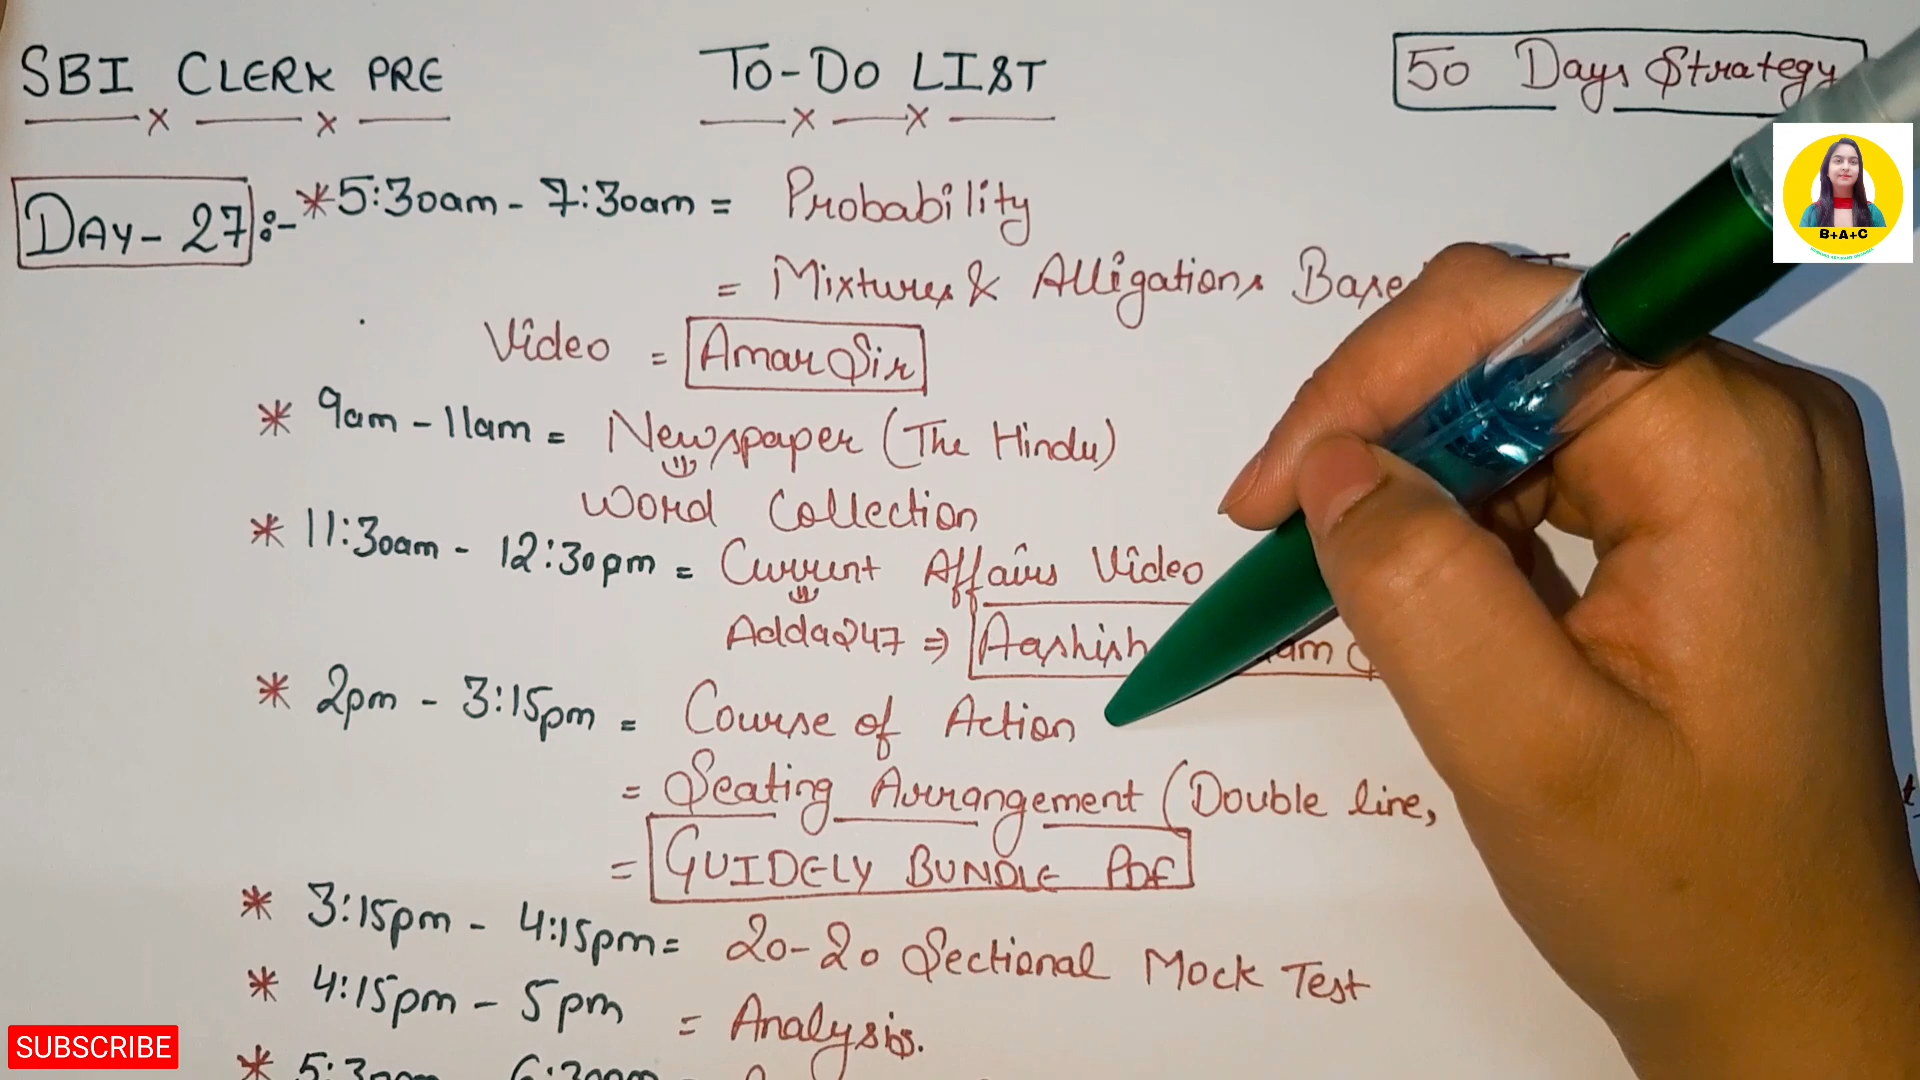 SBI CLERK PRE TO-DO LIST 50 Days Strategy
DAY-27:- *5:30am - 7:30am = Probability
= Mixtures & Alligations
Video = Amar Sir
* 9am - 11am = Newspaper (The Hindu)
Word Collection
* 11:30am - 12:30pm = Current Affairs Video
Adda247 ⇒ Aashish
* 2pm - 3:15pm = Course of Action
= Seating Arrangement (Double line,
= GUIDELY BUNDLE PDF
* 3:15pm - 4:15pm = 20-20 Sectional Mock Test
* 4:15pm - 5pm = Analysis.
B+A+C
SUBSCRIBE